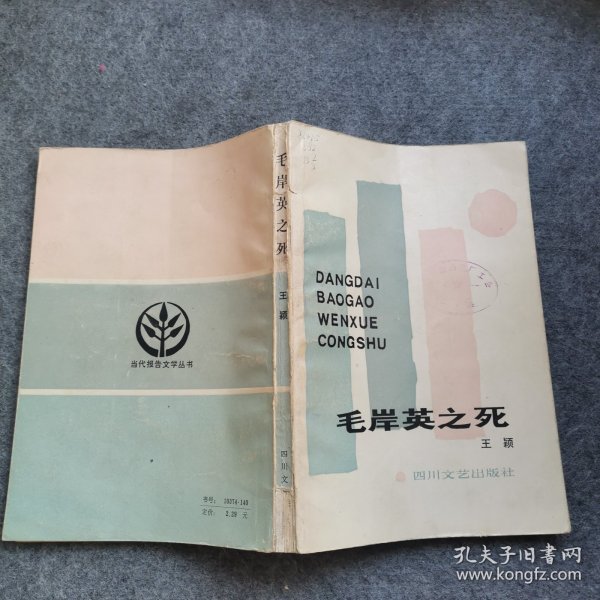 DANGDAI
BAOGAO
WENXUE
CONGSHU
毛岸英之死
王 颖
四川文艺出版社
毛岸英之死
王 颖
四川文
当代报告文学丛书
书号： 10374·140
定价： 2.29 元
孔夫子旧书网
www.kongfz.com